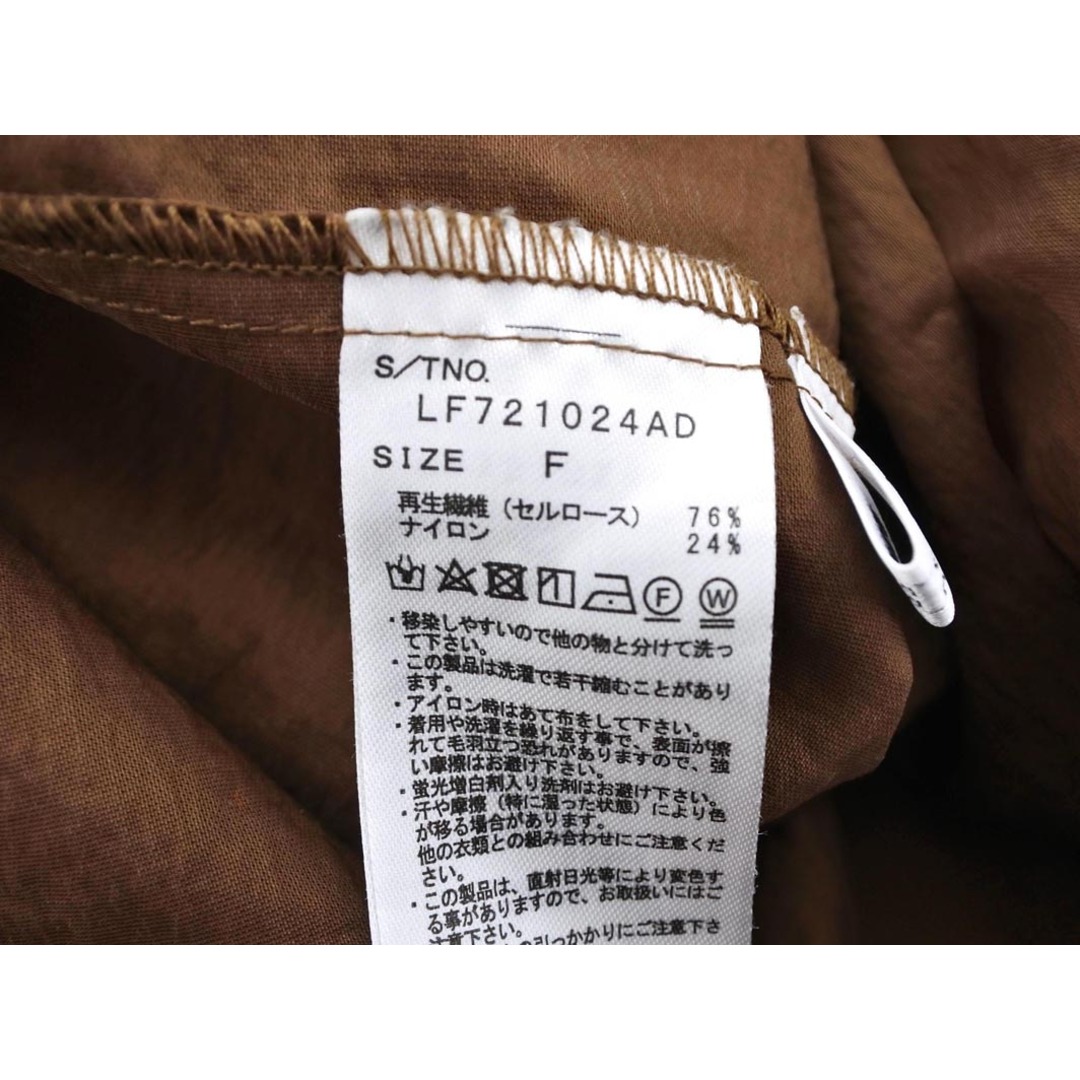 S/TNO.
LF721024AD
SIZE F
再生繊維（セルロース） 76%
ナイロン 24%
F W
・移染しやすいので他の物と分けて洗っ
て下さい。
・この製品は洗濯で若干縮むことがあり
ます。
・アイロン時はあて布をして下さい。
・着用や洗濯を繰り返す事で、表面が擦
れて毛羽立つ恐れがありますので、強
い摩擦はお避け下さい。
・蛍光増白剤入り洗剤はお避け下さい。
・汗や摩擦（特に湿った状態）により色
が移る場合があります。
他の衣類との組み合わせにご注意くだ
さい。
・この製品は、直射日光等により変色す
る事がありますので、お取扱いにはご
注意下さい。
引っかかりにご注意下さ